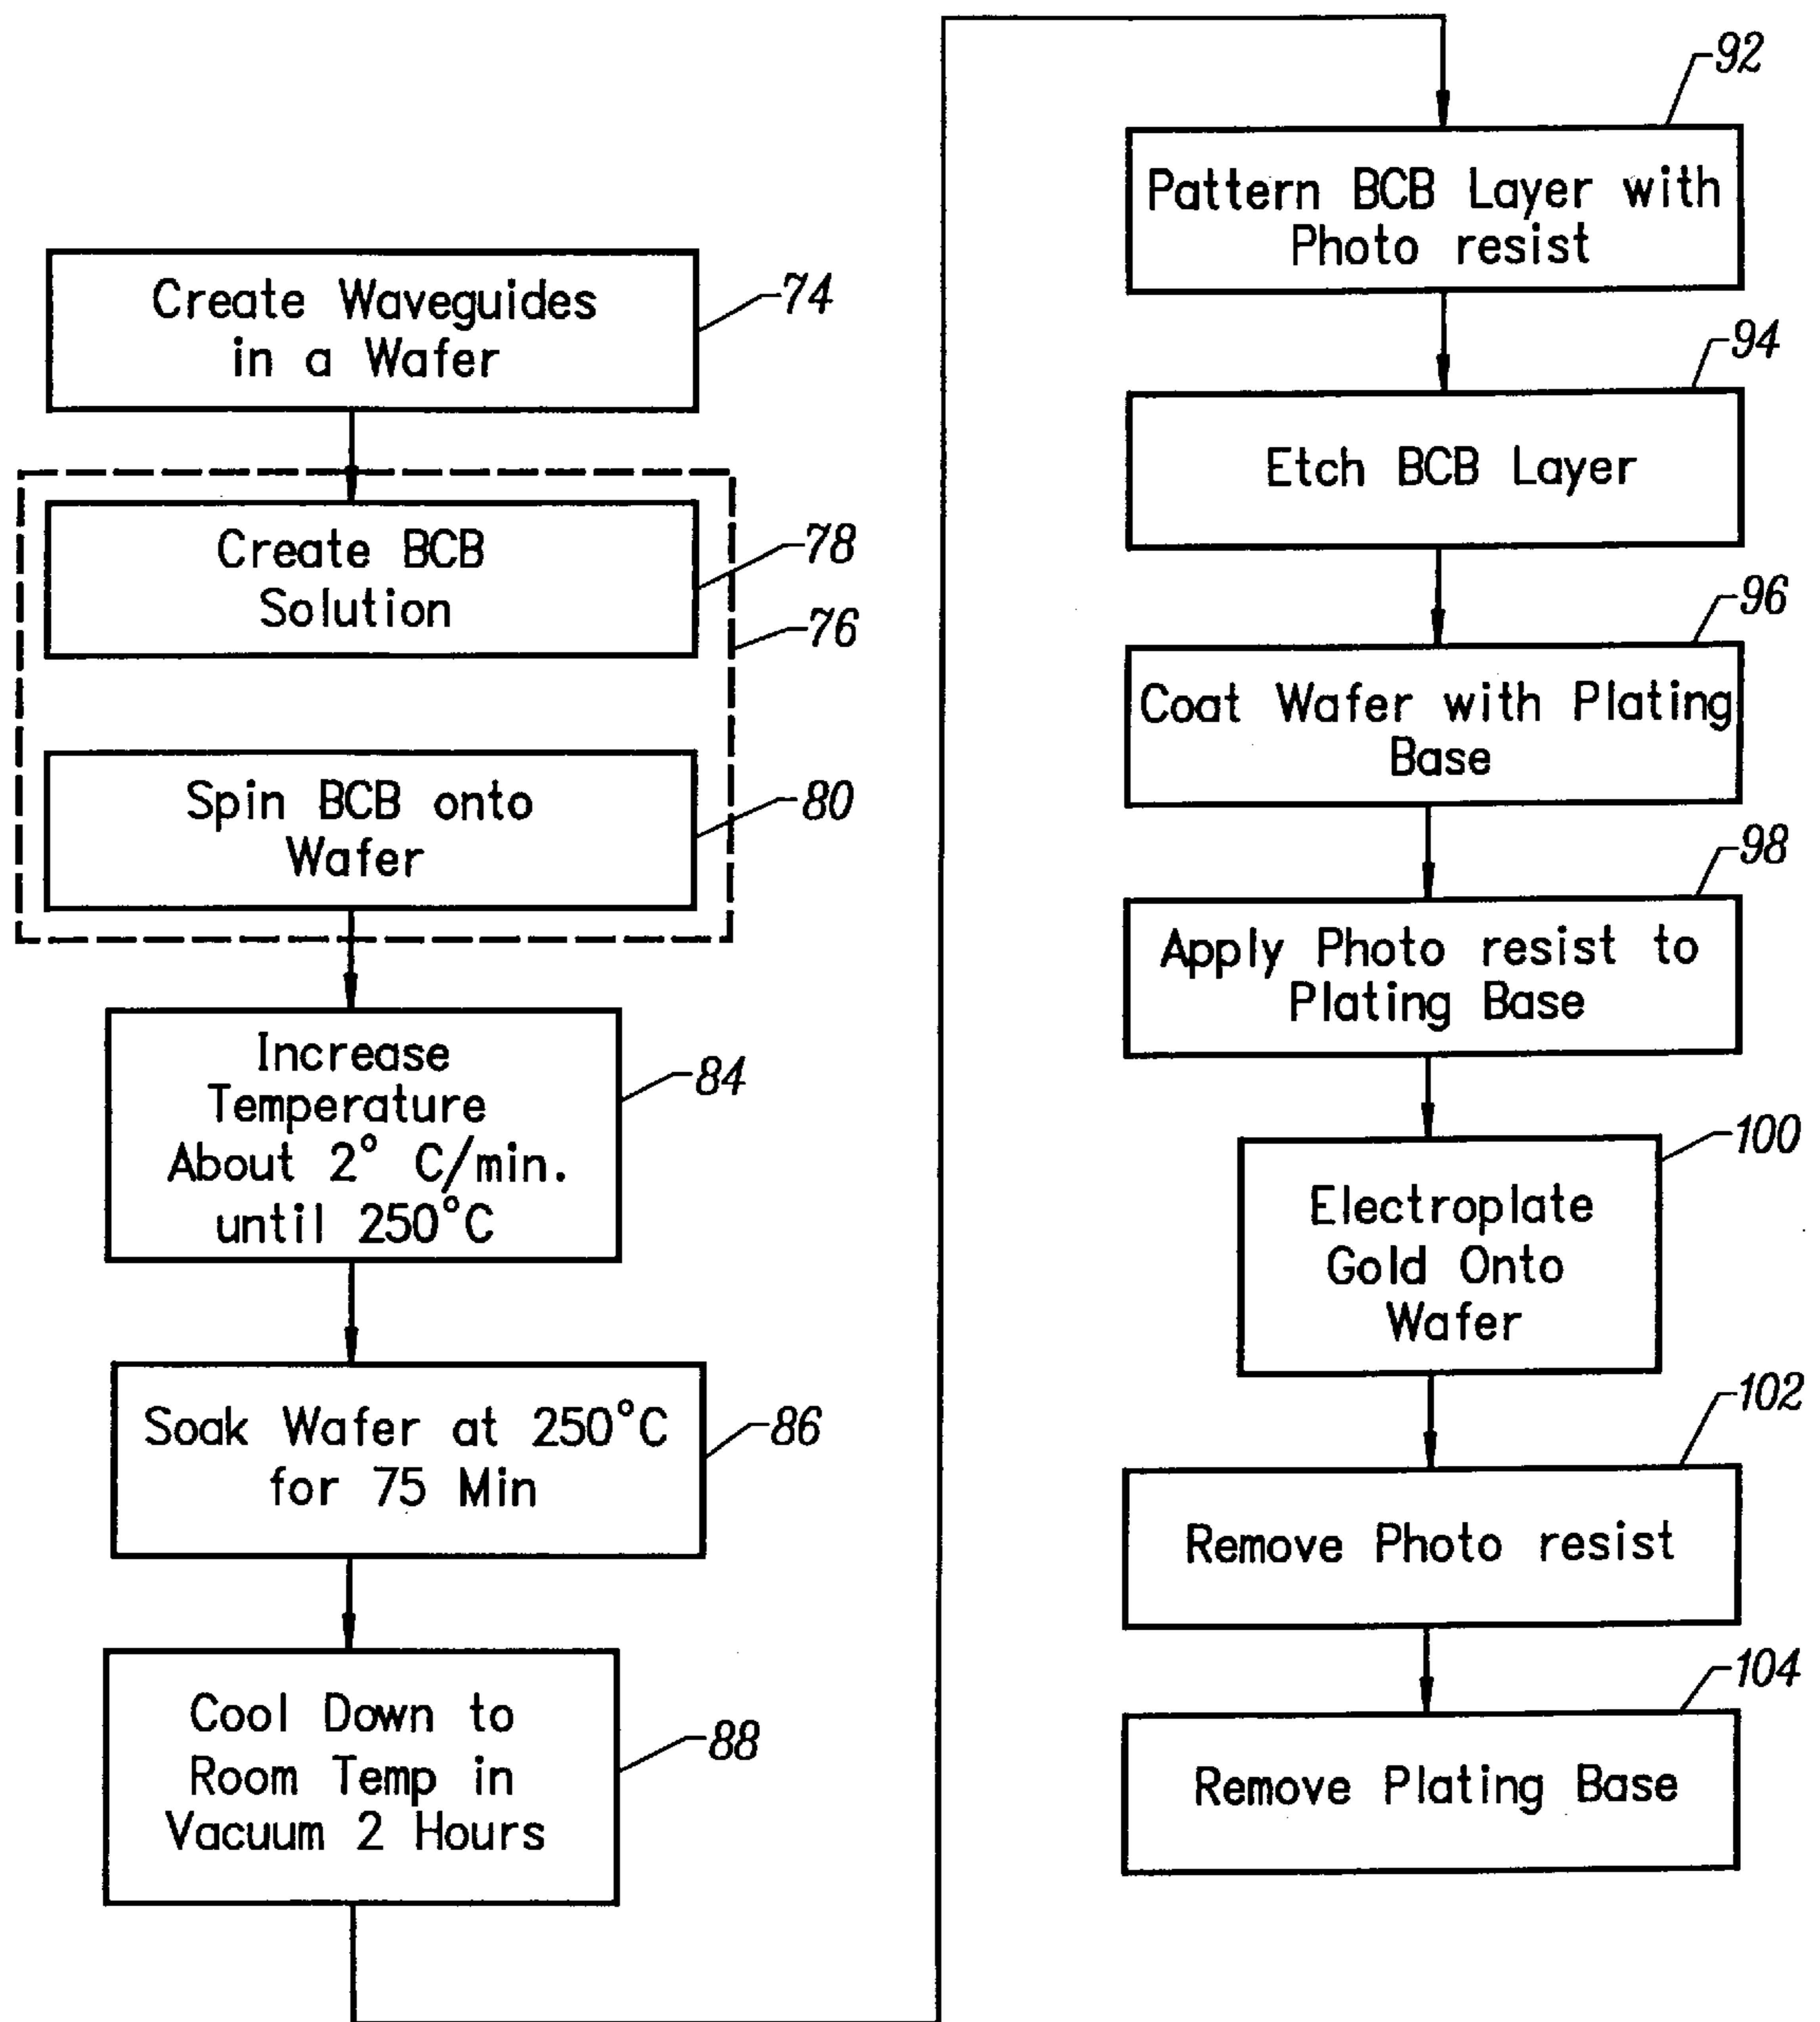 Create Waveguides
in a Wafer
74
Create BCB
Solution
78
76
Spin BCB onto
Wafer
80
Increase
Temperature
About 2° C/min.
until 250°C
84
Soak Wafer at 250°C
for 75 Min
86
Cool Down to
Room Temp in
Vacuum 2 Hours
88
92
Pattern BCB Layer with
Photo resist
94
Etch BCB Layer
96
Coat Wafer with Plating
Base
98
Apply Photo resist to
Plating Base
100
Electroplate
Gold Onto
Wafer
102
Remove Photo resist
104
Remove Plating Base